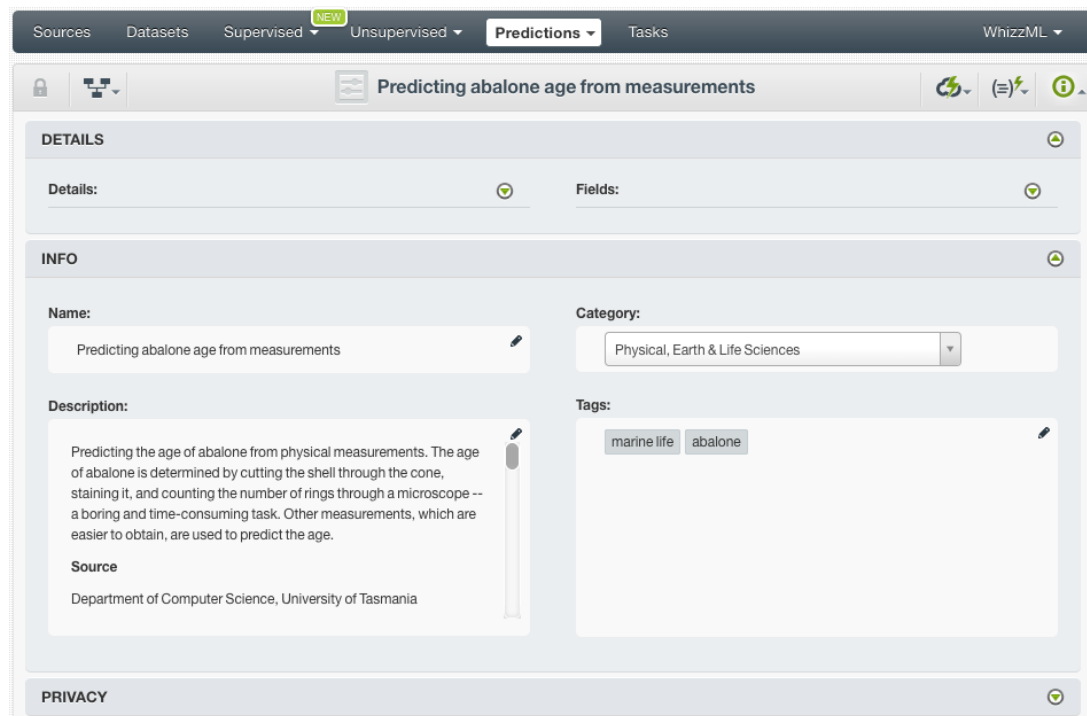 NEW
Sources Datasets Supervised Unsupervised Predictions Tasks WhizzML
Predicting abalone age from measurements
DETAILS
Details: Fields:
INFO
Name: Category:
Predicting abalone age from measurements Physical, Earth & Life Sciences
Description: Tags:
marine life abalone
Predicting the age of abalone from physical measurements. The age
of abalone is determined by cutting the shell through the cone,
staining it, and counting the number of rings through a microscope --
a boring and time-consuming task. Other measurements, which are
easier to obtain, are used to predict the age.
Source
Department of Computer Science, University of Tasmania
PRIVACY